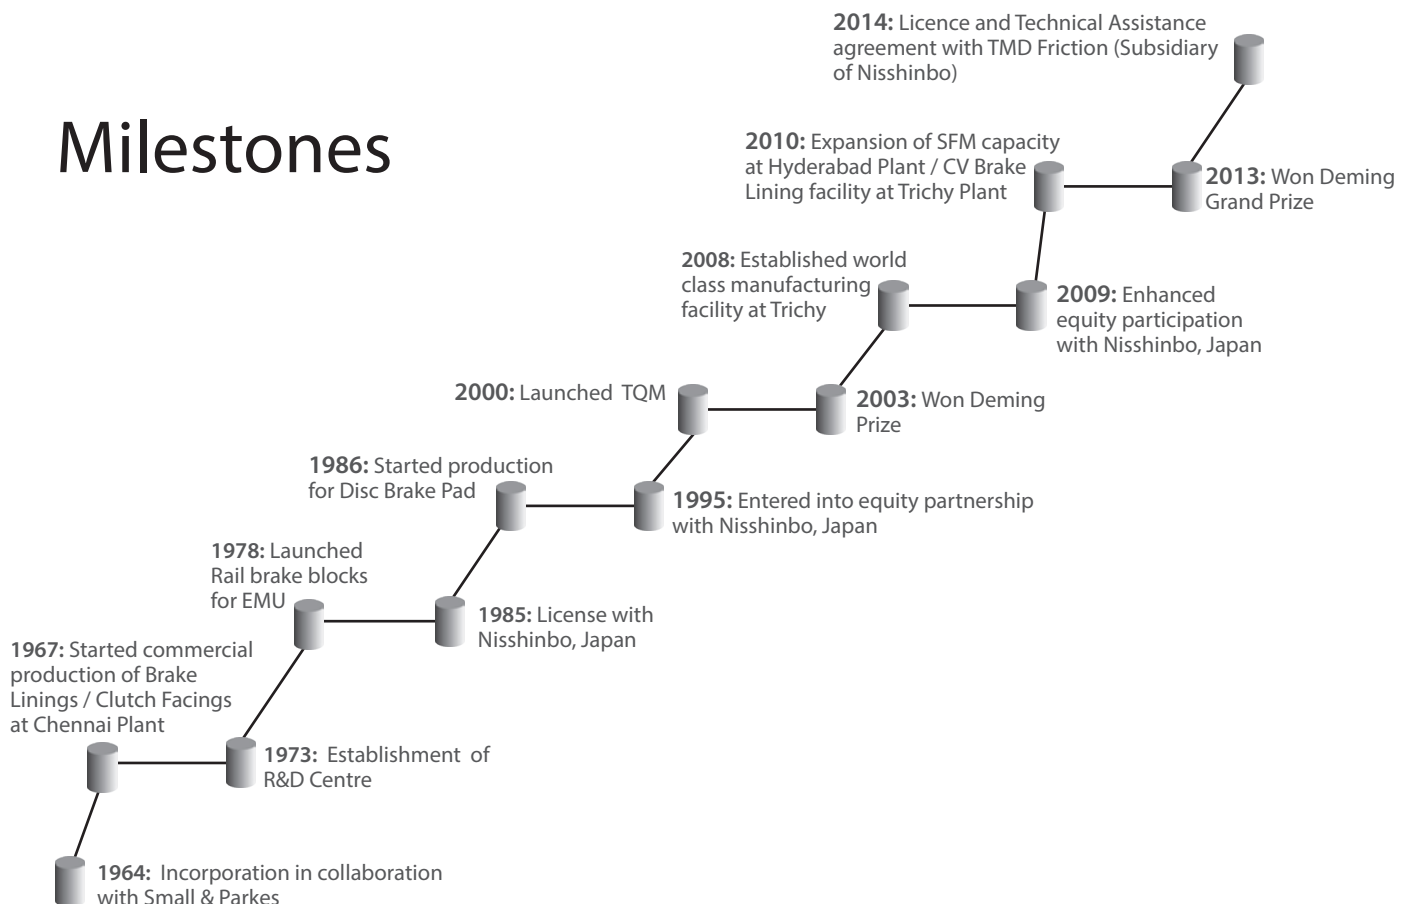 Milestones
2014: Licence and Technical Assistance
agreement with TMD Friction (Subsidiary
of Nisshinbo)
2010: Expansion of SFM capacity
at Hyderabad Plant / CV Brake
Lining facility at Trichy Plant
2013: Won Deming
Grand Prize
2008: Established world
class manufacturing
facility at Trichy
2009: Enhanced
equity participation
with Nisshinbo, Japan
2000: Launched TQM
2003: Won Deming
Prize
1986: Started production
for Disc Brake Pad
1995: Entered into equity partnership
with Nisshinbo, Japan
1978: Launched
Rail brake blocks
for EMU
1985: License with
Nisshinbo, Japan
1967: Started commercial
production of Brake
Linings / Clutch Facings
at Chennai Plant
1973: Establishment of
R&D Centre
1964: Incorporation in collaboration
with Small & Parkes